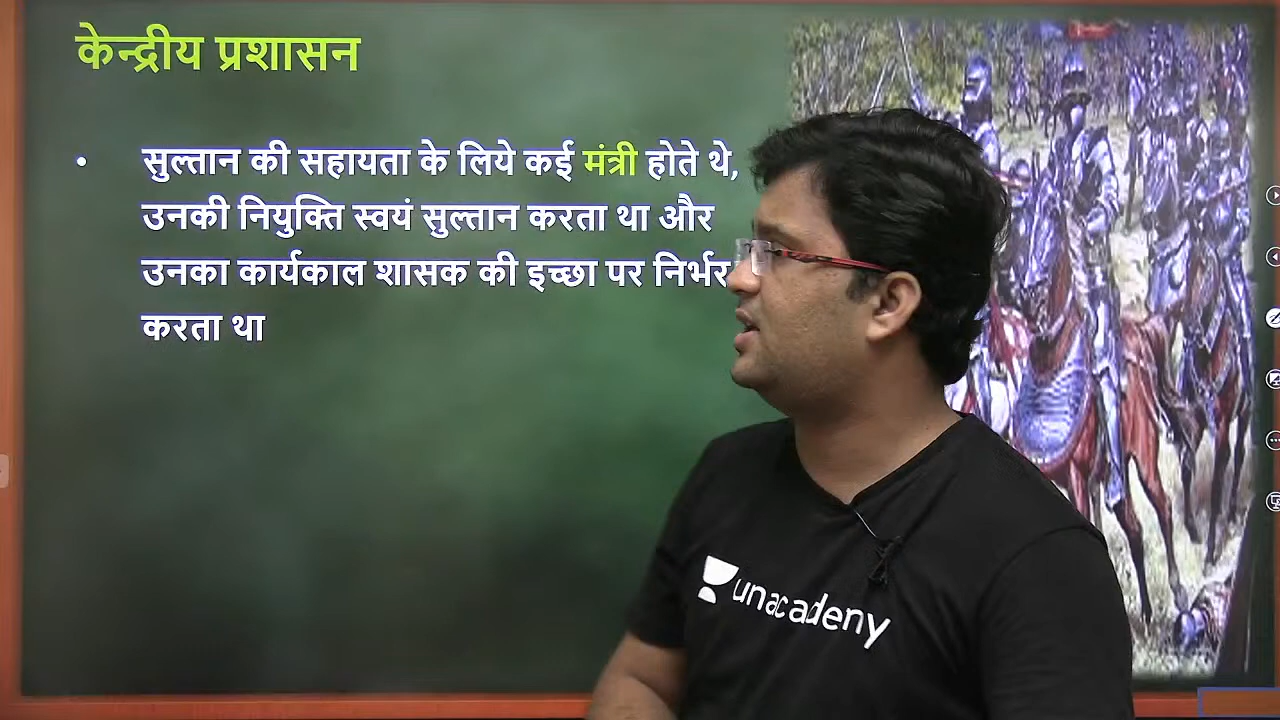 केन्द्रीय प्रशासन
• सुल्तान की सहायता के लिये कई मंत्री होते थे,
उनकी नियुक्ति स्वयं सुल्तान करता था और
उनका कार्यकाल शासक की इच्छा पर निर्भर
करता था
unacademy